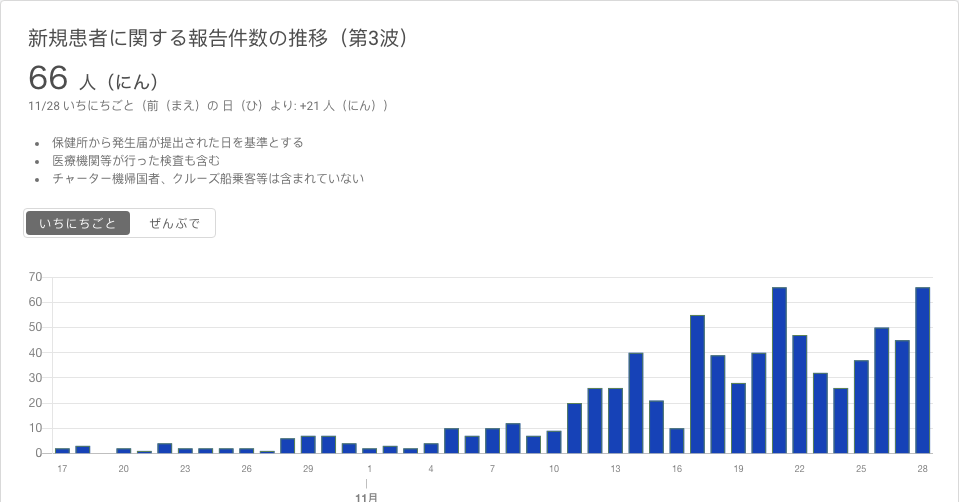 新規患者に関する報告件数の推移（第3波）
66 人（にん）
11/28 いちにちごと（前（まえ）の 日（ひ）より: +21 人（にん））
保健所から発生届が提出された日を基準とする
医療機関等が行った検査も含む
チャーター機帰国者、クルーズ船乗客等は含まれていない
いちにちごと ぜんぶで
70
60
50
40
30
20
10
0
17 20 23 26 29 1 4 7 10 13 16 19 22 25 28
11月